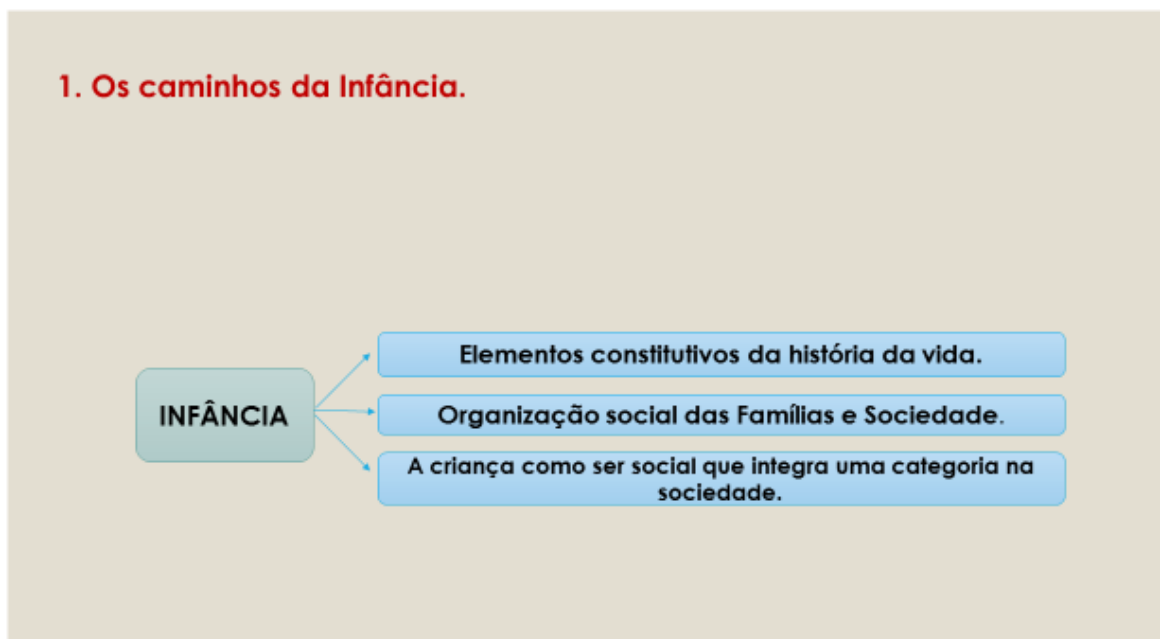 1. Os caminhos da Infância.
INFÂNCIA
Elementos constitutivos da história da vida.
Organização social das Famílias e Sociedade.
A criança como ser social que integra uma categoria na
sociedade.